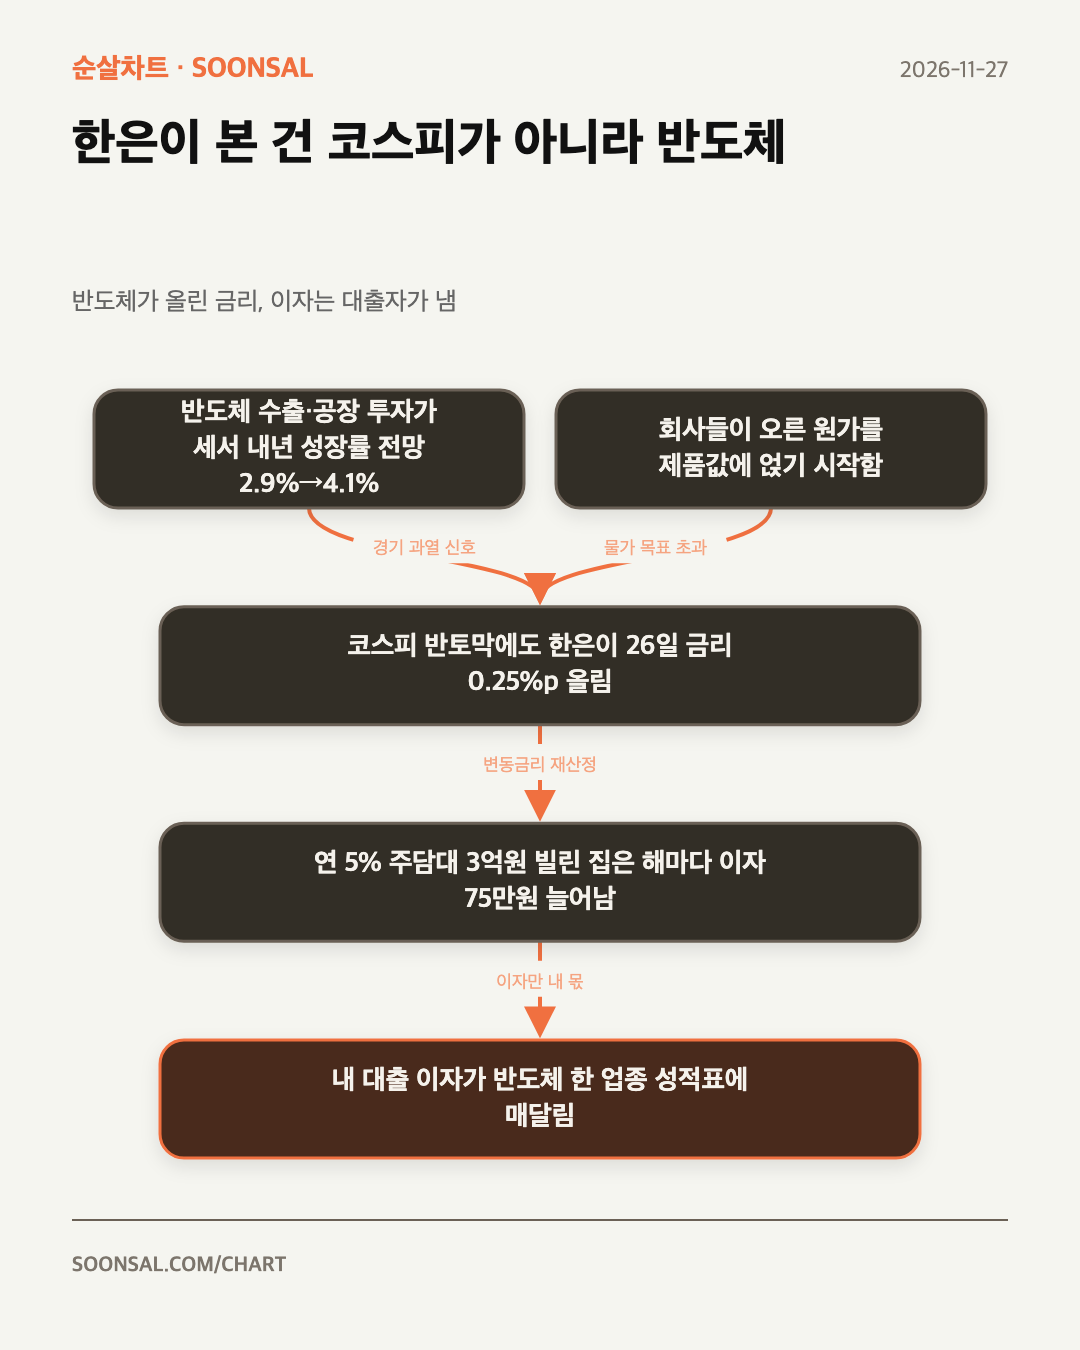 순살차트 · SOONSAL
2026-11-27
한은이 본 건 코스피가 아니라 반도체
반도체가 올린 금리, 이자는 대출자가 냄
반도체 수출·공장 투자가
세서 내년 성장률 전망
2.9%→4.1%
회사들이 오른 원가를
제품값에 얹기 시작함
경기 과열 신호
물가 목표 초과
코스피 반토막에도 한은이 26일 금리
0.25%p 올림
변동금리 재산정
연 5% 주담대 3억원 빌린 집은 해마다 이자
75만원 늘어남
이자만 내 몫
내 대출 이자가 반도체 한 업종 성적표에
매달림
SOONSAL.COM/CHART